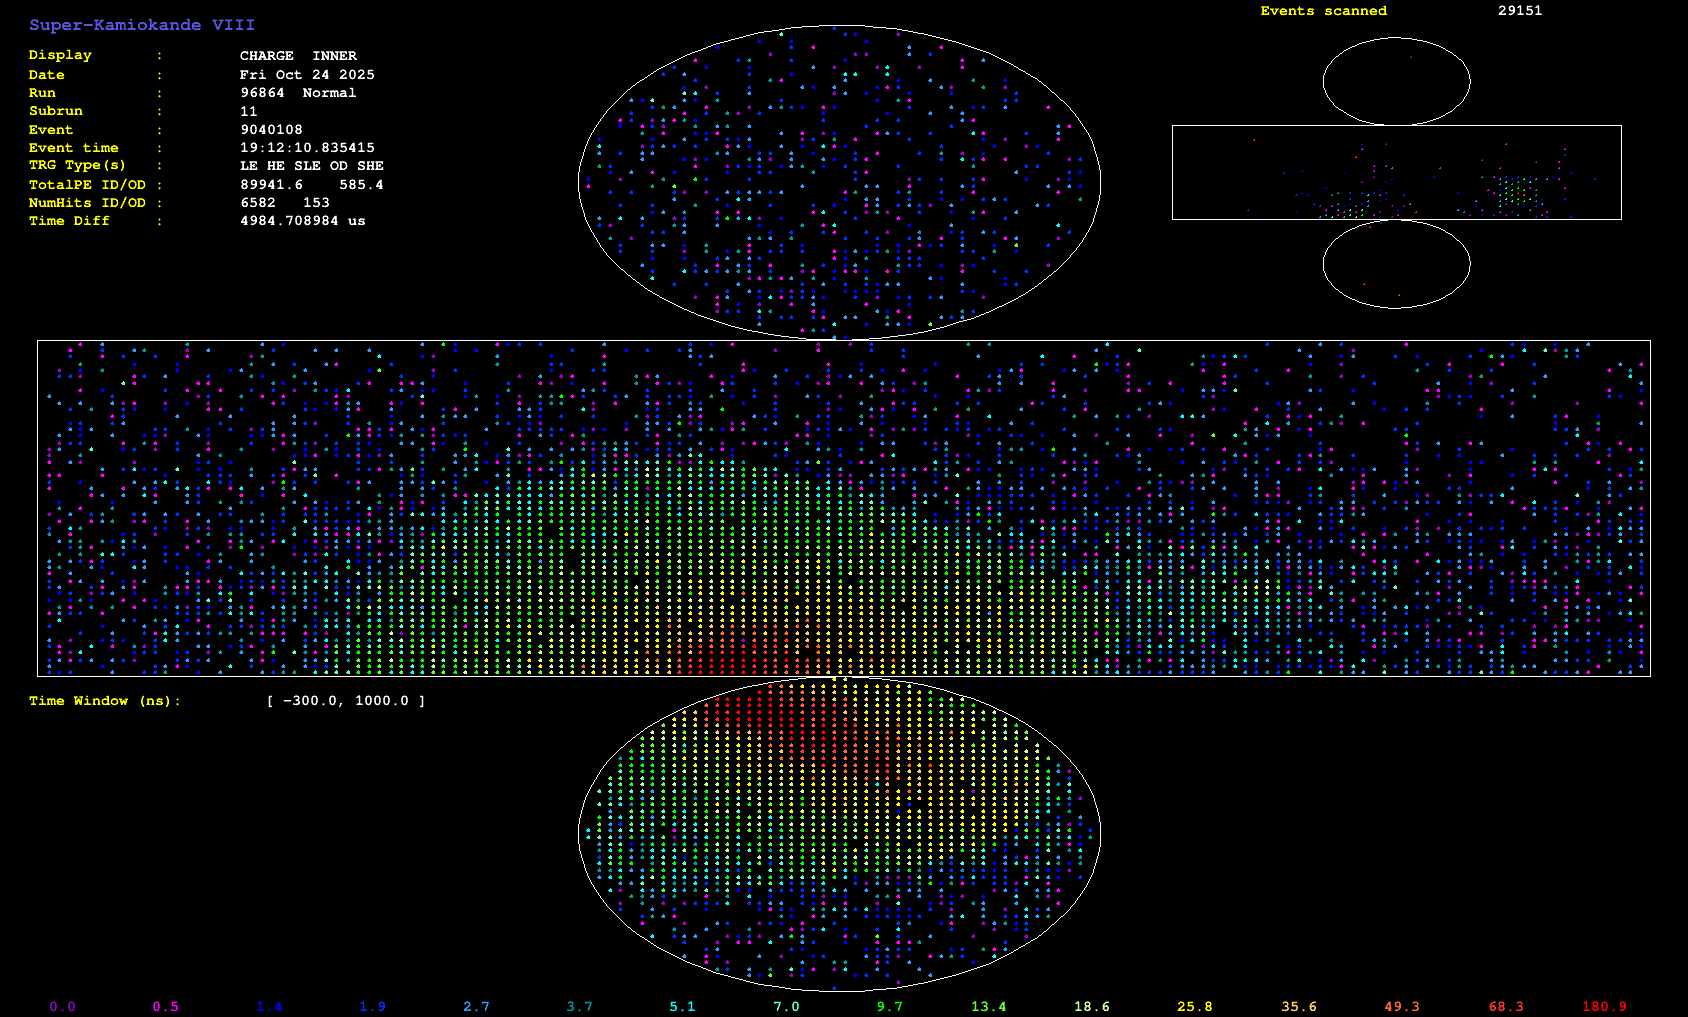 Super-Kamiokande VIII
Events scanned 29151
Display : CHARGE INNER
Date : Fri Oct 24 2025
Run : 96864 Normal
Subrun : 11
Event : 9040108
Event time : 19:12:10.835415
TRG Type(s) : LE HE SLE OD SHE
TotalPE ID/OD : 89941.6 585.4
NumHits ID/OD : 6582 153
Time Diff : 4984.708984 us
Time Window (ns): [ -300.0, 1000.0 ]
0.0 0.5 1.4 1.9 2.7 3.7 5.1 7.0 9.7 13.4 18.6 25.8 35.6 49.3 68.3 180.9